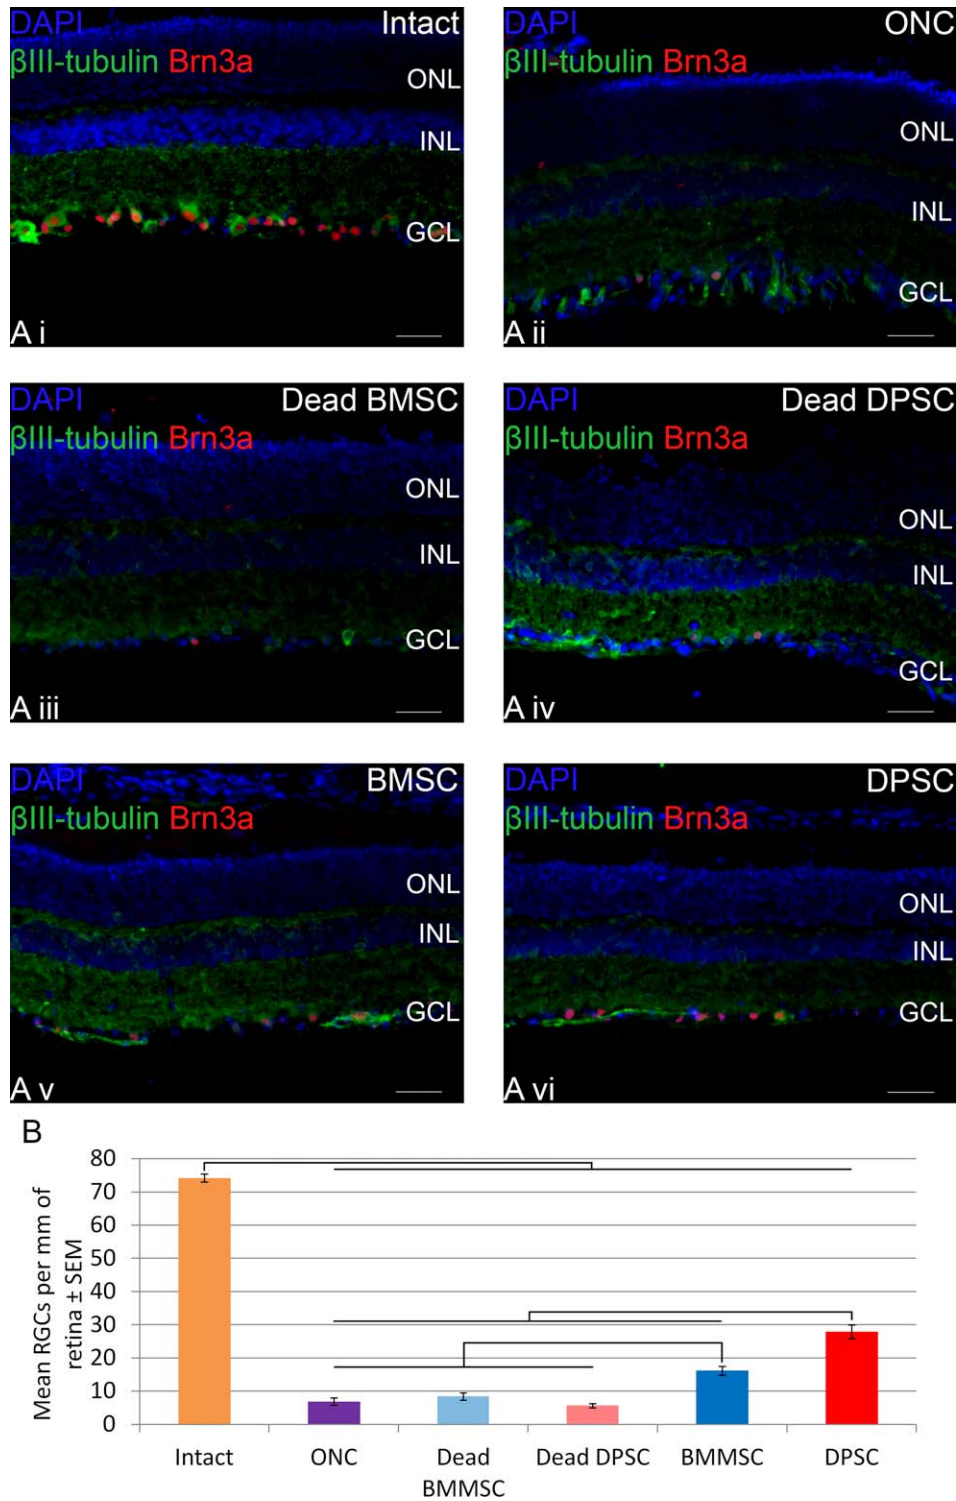 DAPI Intact
βIII-tubulin Brn3a
ONL
INL
GCL
A i
DAPI ONC
βIII-tubulin Brn3a
ONL
INL
GCL
A ii
DAPI Dead BMSC
βIII-tubulin Brn3a
ONL
INL
GCL
A iii
DAPI Dead DPSC
βIII-tubulin Brn3a
ONL
INL
GCL
A iv
DAPI BMSC
βIII-tubulin Brn3a
ONL
INL
GCL
A v
DAPI DPSC
βIII-tubulin Brn3a
ONL
INL
GCL
A vi
B
Mean RGCs per mm of
retina ± SEM
80
70
60
50
40
30
20
10
0
Intact ONC Dead Dead DPSC BMMSC DPSC
BMMSC